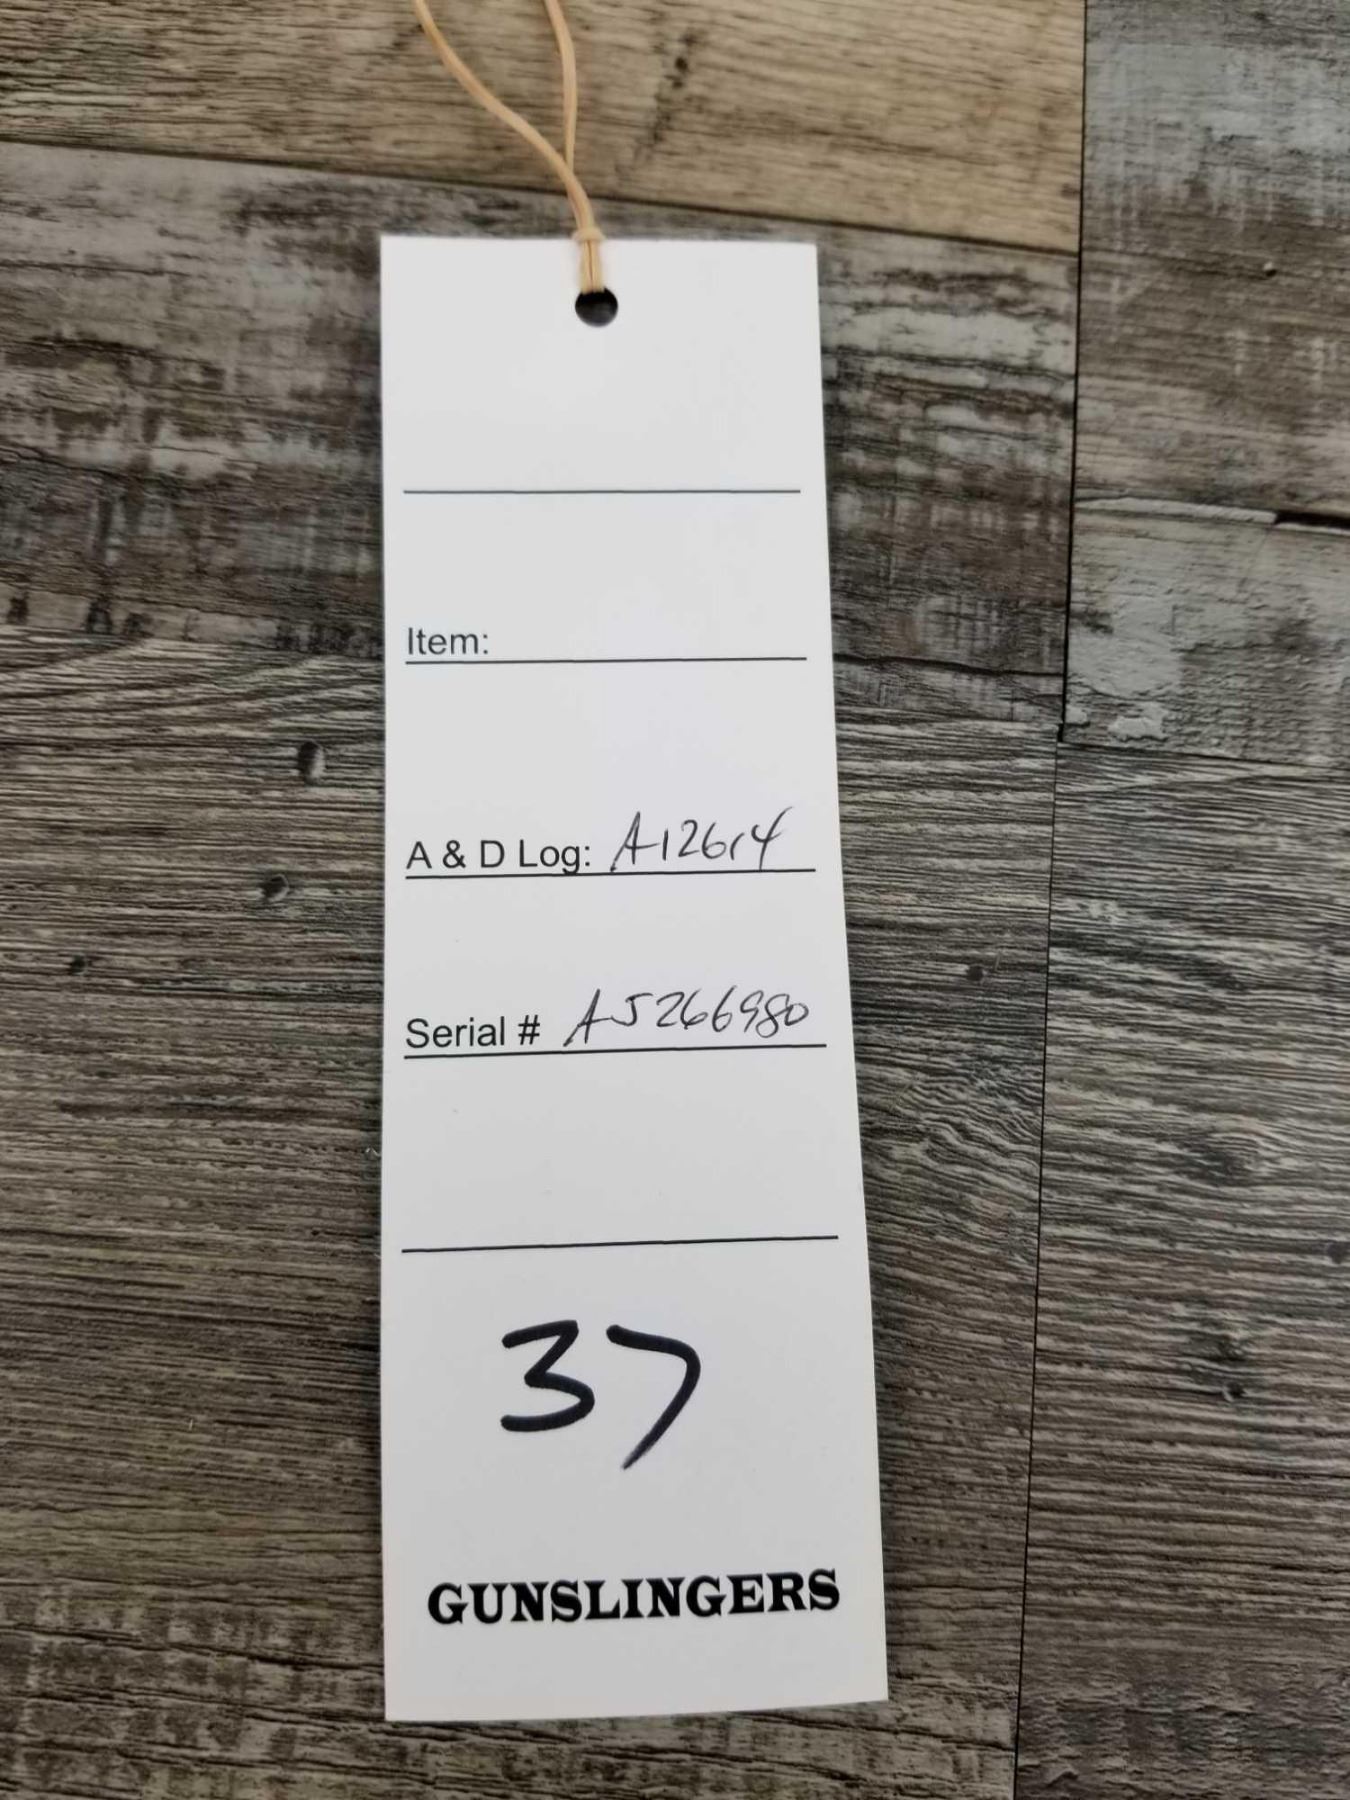 Item:
A & D Log: A12614
Serial # A5266980
37
GUNSLINGERS